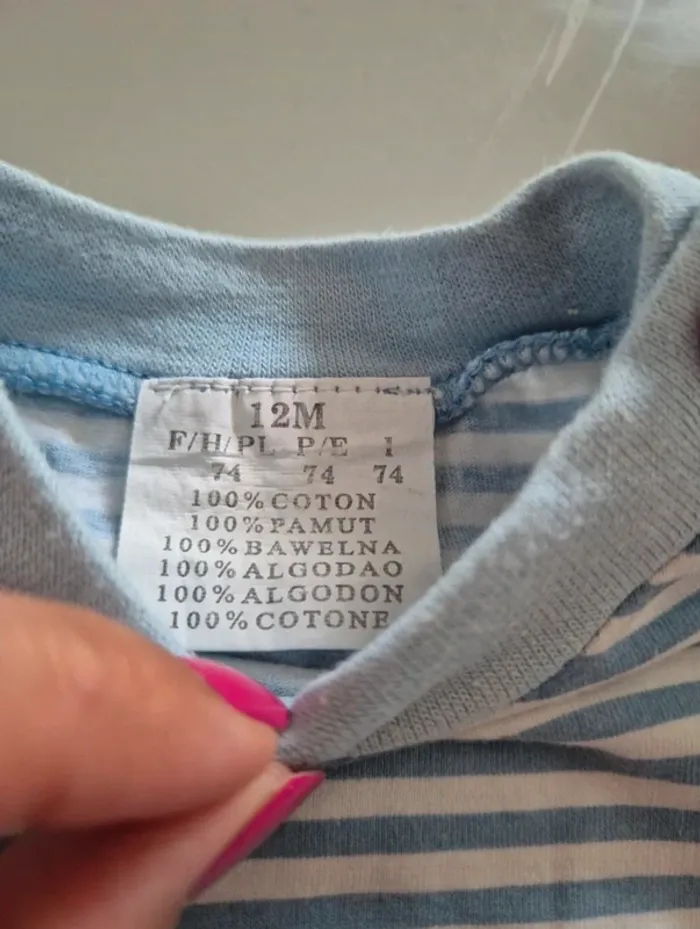 12M
F/H/PL P/E I
74 74 74
100% COTON
100% PAMUT
100% BAWELNA
100% ALGODAO
100% ALGODON
100% COTONE